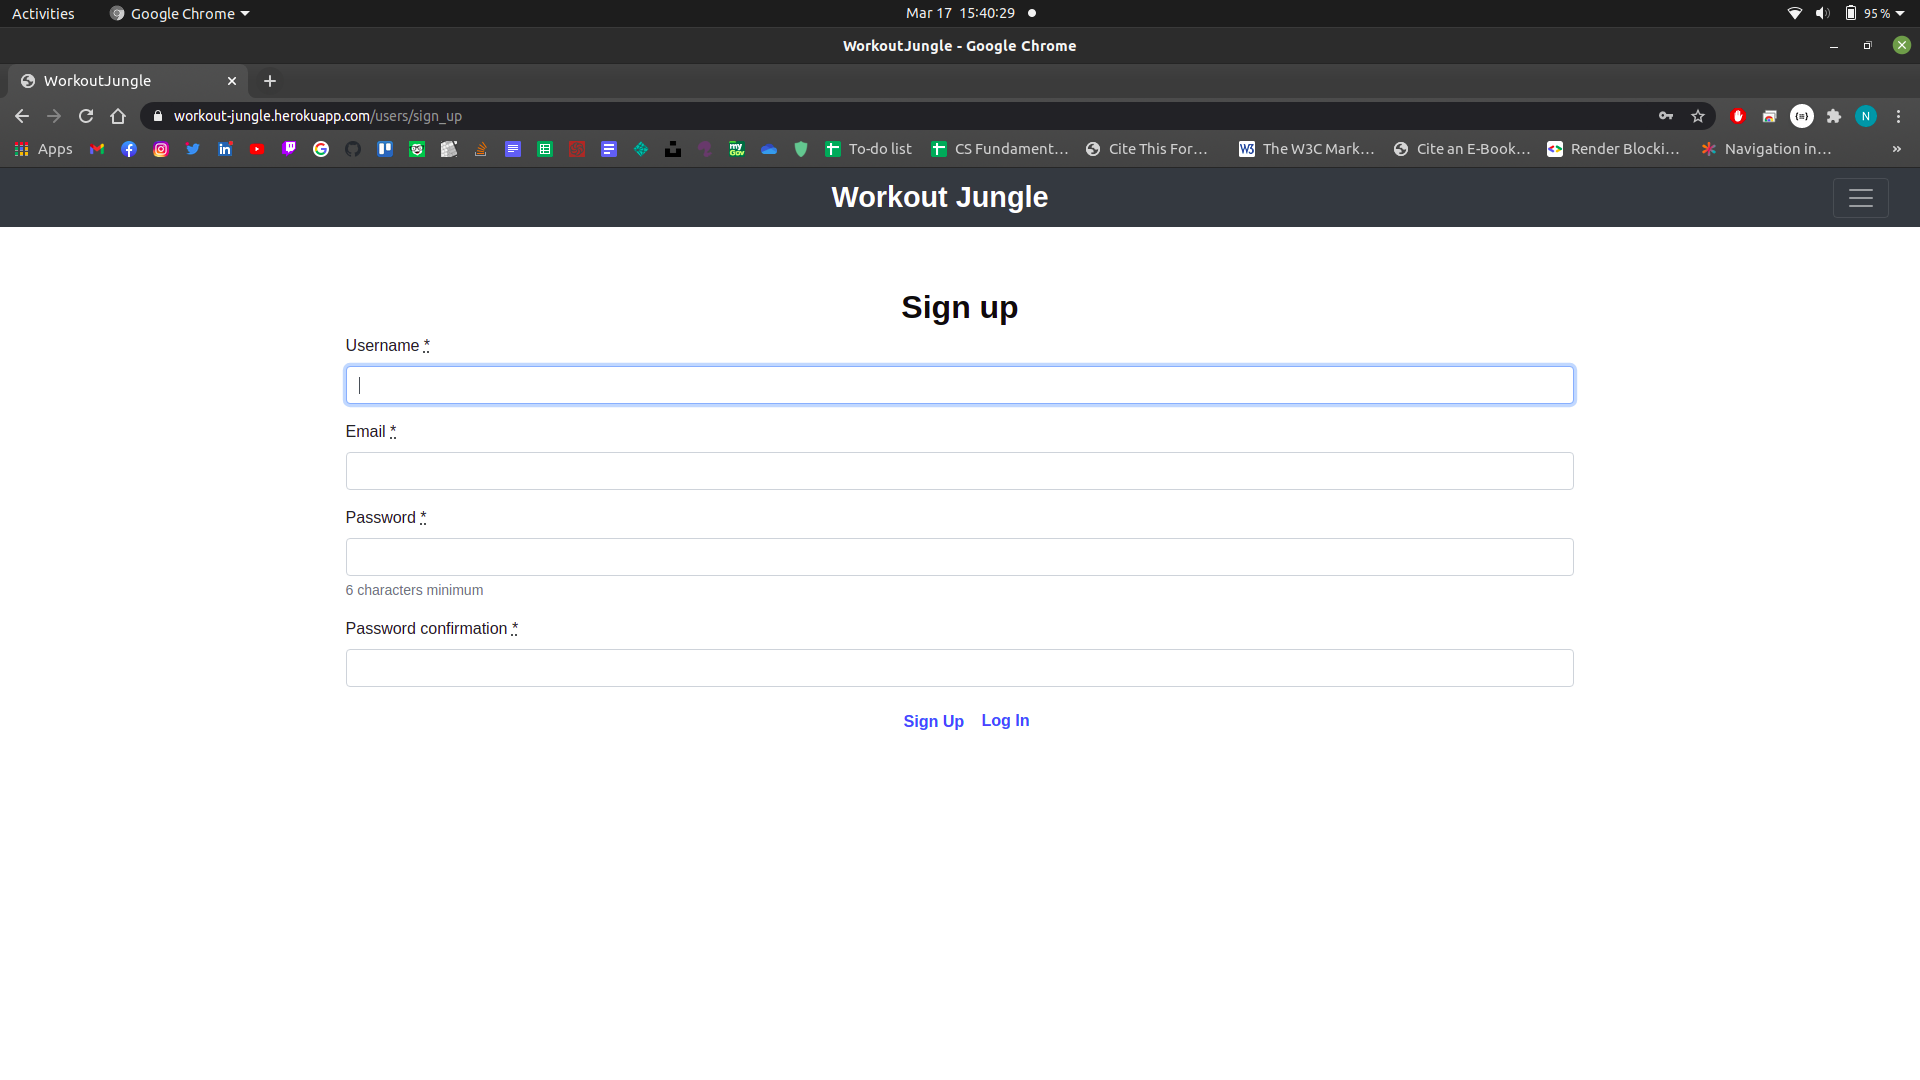 Activities Google Chrome Mar 17 15:40:29 95 %
WorkoutJungle - Google Chrome
WorkoutJungle
workout-jungle.herokuapp.com/users/sign_up N
Apps To-do list CS Fundament… Cite This For… W3 The W3C Mark… Cite an E-Book… Render Blocki… Navigation in… »
Workout Jungle
Sign up
Username *
Email *
Password *
6 characters minimum
Password confirmation *
Sign Up Log In